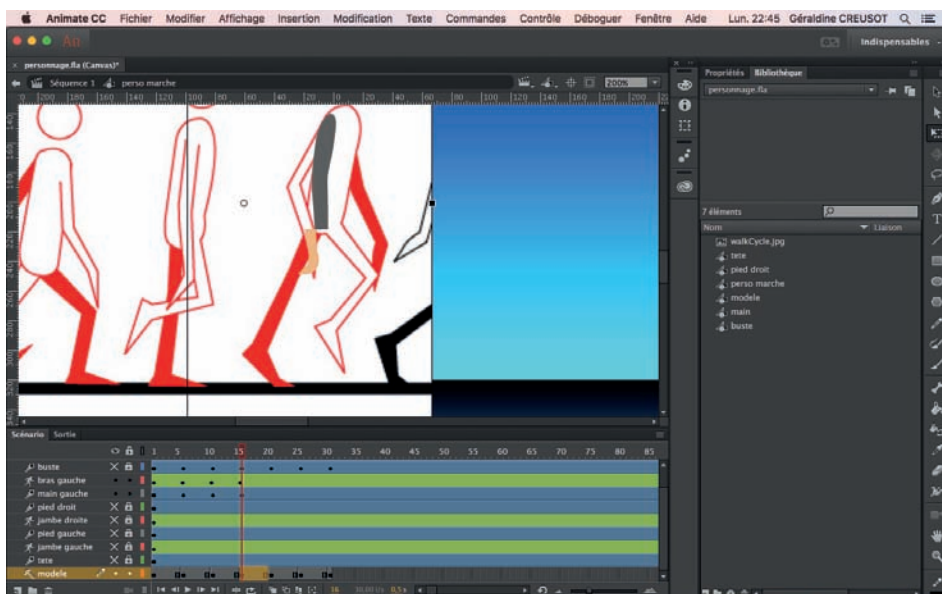 Animate CC Fichier Modifier Affichage Insertion Modification Texte Commandes Contrôle Déboguer Fenêtre Aide Lun. 22:45 Géraldine CREUSOT
An Indispensables
× personnage.fla (Canvas)*
Séquence 1 perso marche 200%
Propriétés Bibliothèque
personnage.fla
7 éléments
Nom Liaison
walkCycle.jpg
tete
pied droit
perso marche
modele
main
buste
Scénario Sortie
1 5 10 15 20 25 30 35 40 45 50 55 60 65 70 75 80 85
buste
bras gauche
main gauche
pied droit
jambe droite
pied gauche
jambe gauche
tete
modele
16 0,5 s